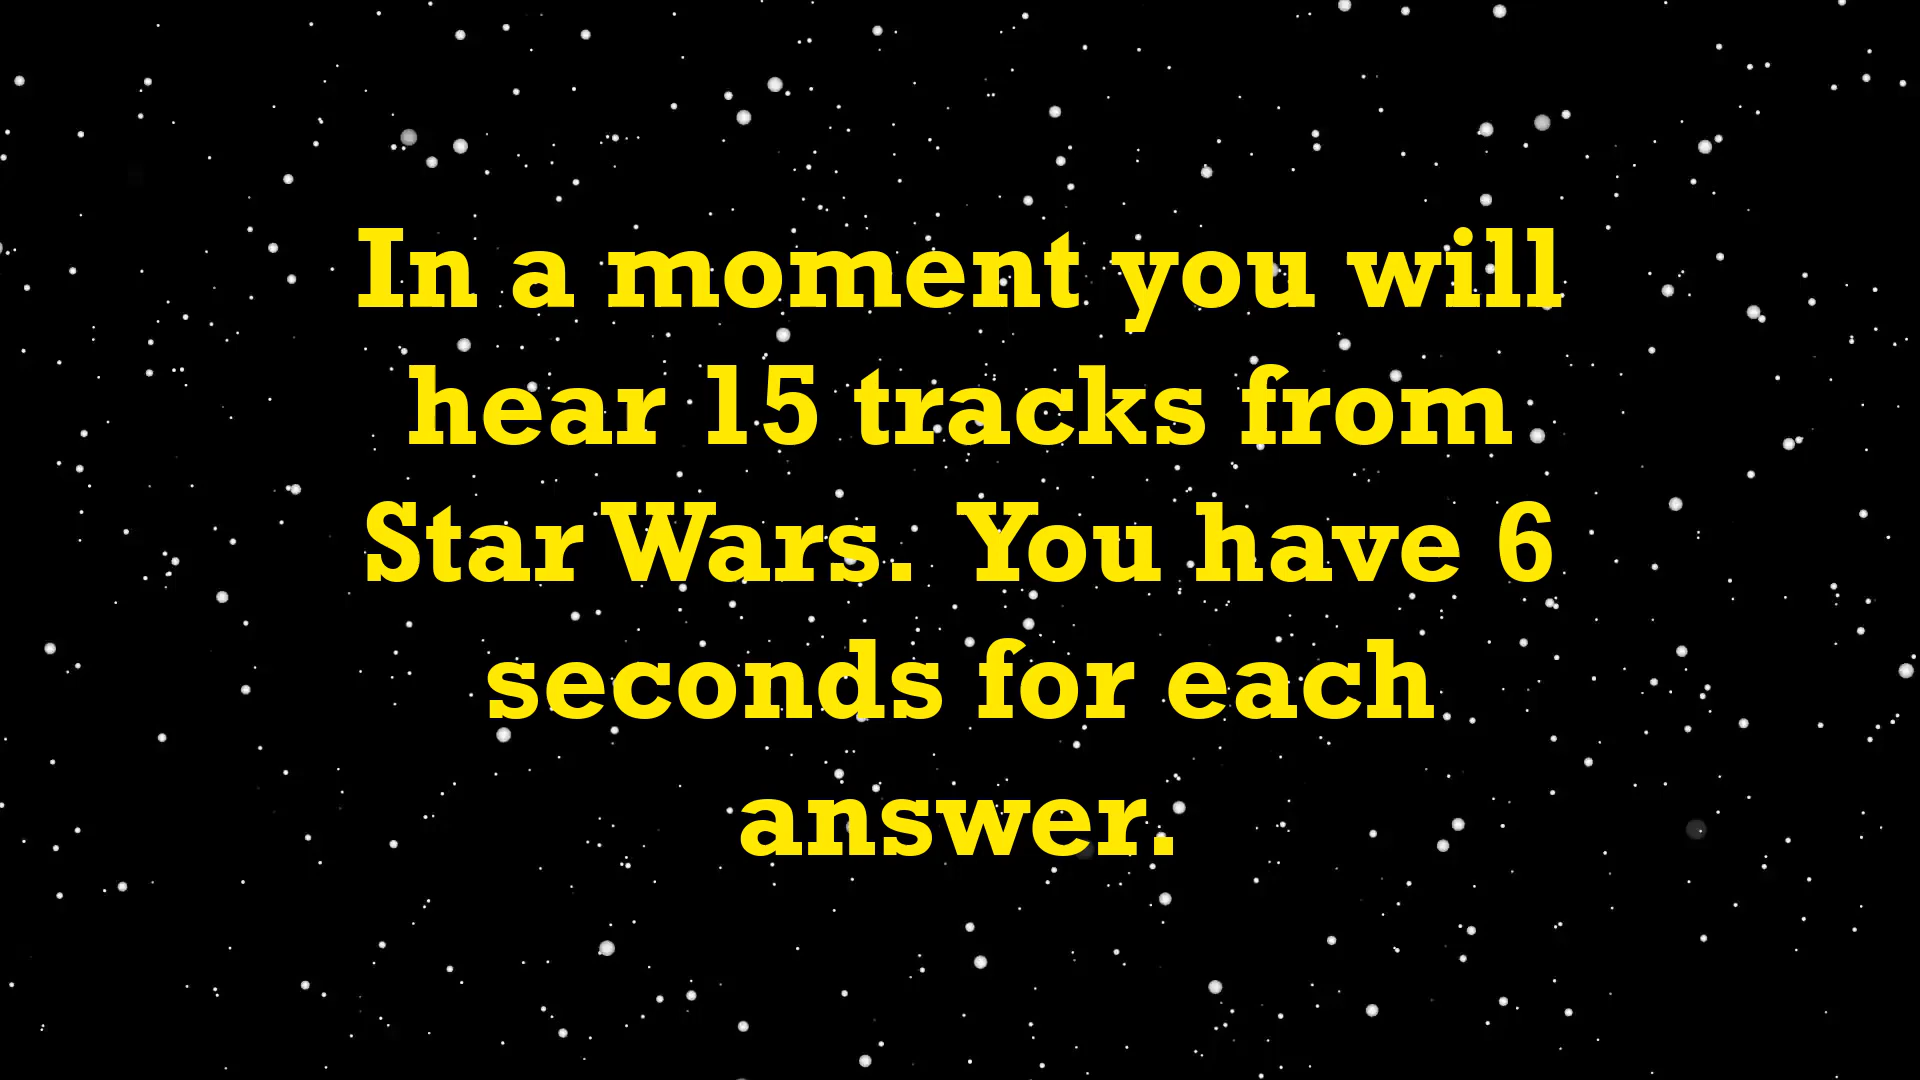 In a moment you will
hear 15 tracks from
Star Wars. You have 6
seconds for each
answer.